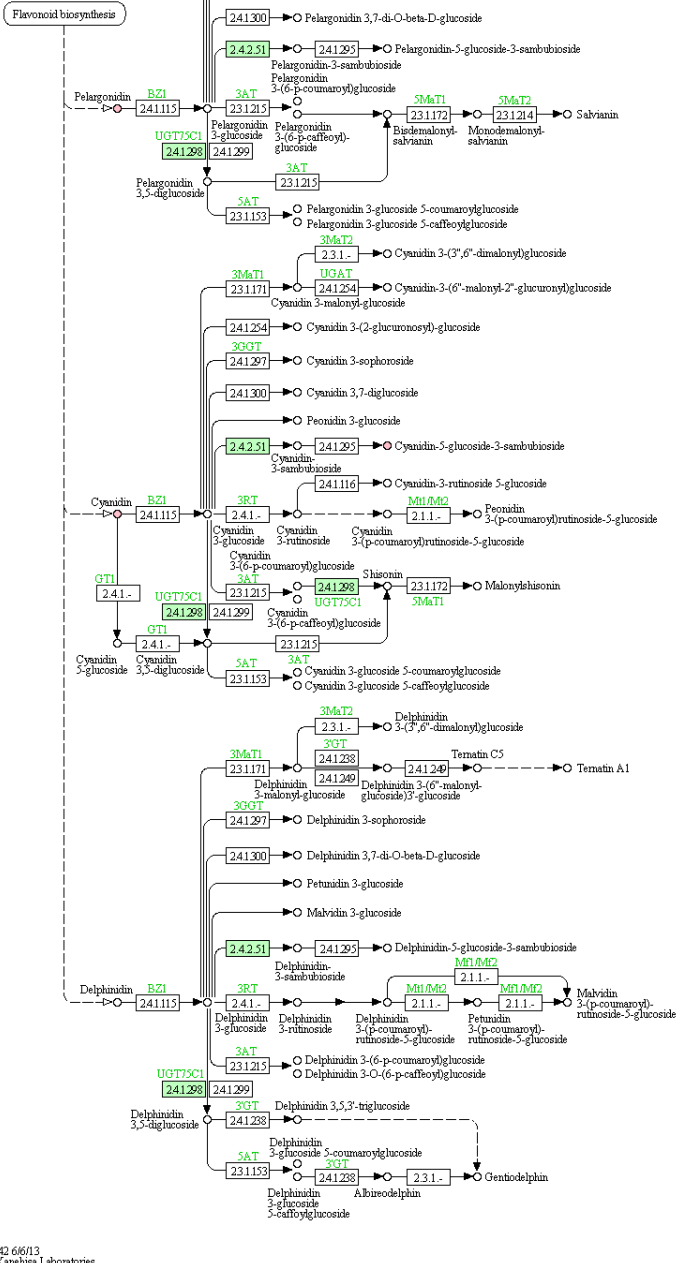 Flavonoid biosynthesis
2.4.1.300
Pelargonidin 3,7-di-O-beta-D-glucoside
2.4.2.51
2.4.1.295
Pelargonidin-5-glucoside-3-sambubioside
Pelargonidin-3-sambubioside
Pelargonidin
3-(6-p-coumaroyl)glucoside
Pelargonidin
BZ1
2.4.1.115
3AT
2.3.1.215
Pelargonidin
3-glucoside
Pelargonidin
3-(6-p-caffeoyl)-
glucoside
5MaT1
2.3.1.172
5MaT2
2.3.1.214
Salvianin
Bisdemalonyl-
salvianin
Monodemalonyl-
salvianin
UGT75C1
2.4.1.298
2.4.1.299
3AT
2.3.1.215
Pelargonidin
3,5-diglucoside
5AT
2.3.1.153
Pelargonidin 3-glucoside 5-coumaroylglucoside
Pelargonidin 3-glucoside 5-caffeoylglucoside
3MaT2
2.3.1.-
Cyanidin 3-(3",6"-dimalonyl)glucoside
3MaT1
2.3.1.171
UGAT
2.4.1.254
Cyanidin-3-(6"-malonyl-2"-glucuronyl)glucoside
Cyanidin 3-malonyl-glucoside
2.4.1.254
Cyanidin 3-(2-glucuronosyl)-glucoside
3GGT
2.4.1.297
Cyanidin 3-sophoroside
2.4.1.300
Cyanidin 3,7-diglucoside
Peonidin 3-glucoside
2.4.2.51
2.4.1.295
Cyanidin-5-glucoside-3-sambubioside
Cyanidin-
3-sambubioside
2.4.1.116
Cyanidin-3-rutinoside 5-glucoside
Cyanidin
BZ1
2.4.1.115
3RT
2.4.1.-
Mt1/Mt2
2.1.1.-
Peonidin
3-(p-coumaroyl)rutinoside-5-glucoside
Cyanidin
3-glucoside
Cyanidin
3-rutinoside
Cyanidin
3-(p-coumaroyl)rutinoside-5-glucoside
Cyanidin
3-(6-p-coumaroyl)glucoside
GT1
2.4.1.-
3AT
2.3.1.215
2.4.1.298
UGT75C1
Shisonin
2.3.1.172
5MaT1
Malonylshisonin
UGT75C1
2.4.1.298
2.4.1.299
Cyanidin
3-(6-p-caffeoyl)glucoside
GT1
2.4.1.-
2.3.1.215
3AT
Cyanidin
5-glucoside
Cyanidin
3,5-diglucoside
5AT
2.3.1.153
Cyanidin 3-glucoside 5-coumaroylglucoside
Cyanidin 3-glucoside 5-caffeoylglucoside
3MaT2
2.3.1.-
Delphinidin
3-(3",6"-dimalonyl)glucoside
3MaT1
2.3.1.171
3'GT
2.4.1.238
2.4.1.249
2.4.1.249
Ternatin C5
Ternatin A1
Delphinidin
3-malonyl-glucoside
Delphinidin 3-(6"-malonyl-
glucoside)3'-glucoside
3GGT
2.4.1.297
Delphinidin 3-sophoroside
2.4.1.300
Delphinidin 3,7-di-O-beta-D-glucoside
Petunidin 3-glucoside
Malvidin 3-glucoside
2.4.2.51
2.4.1.295
Delphinidin-5-glucoside-3-sambubioside
Delphinidin-
3-sambubioside
Mf1/Mf2
2.1.1.-
Delphinidin
BZ1
2.4.1.115
3RT
2.4.1.-
Mt1/Mt2
2.1.1.-
Mf1/Mf2
2.1.1.-
Malvidin
3-(p-coumaroyl)-
rutinoside-5-glucoside
Delphinidin
3-glucoside
Delphinidin
3-rutinoside
Delphinidin
3-(p-coumaroyl)-
rutinoside-5-glucoside
Petunidin
3-(p-coumaroyl)-
rutinoside-5-glucoside
3AT
2.3.1.215
Delphinidin 3-(6-p-coumaroyl)glucoside
Delphinidin 3-O-(6-p-caffeoyl)glucoside
UGT75C1
2.4.1.298
2.4.1.299
Delphinidin
3,5-diglucoside
3'GT
2.4.1.238
Delphinidin 3,5,3'-triglucoside
5AT
2.3.1.153
Delphinidin
3-glucoside 5-coumaroylglucoside
3'GT
2.4.1.238
Albireodelphin
2.3.1.-
Gentiodelphin
Delphinidin
3-glucoside
5-caffoylglucoside
42 6/6/13
Kanehisa Laboratories